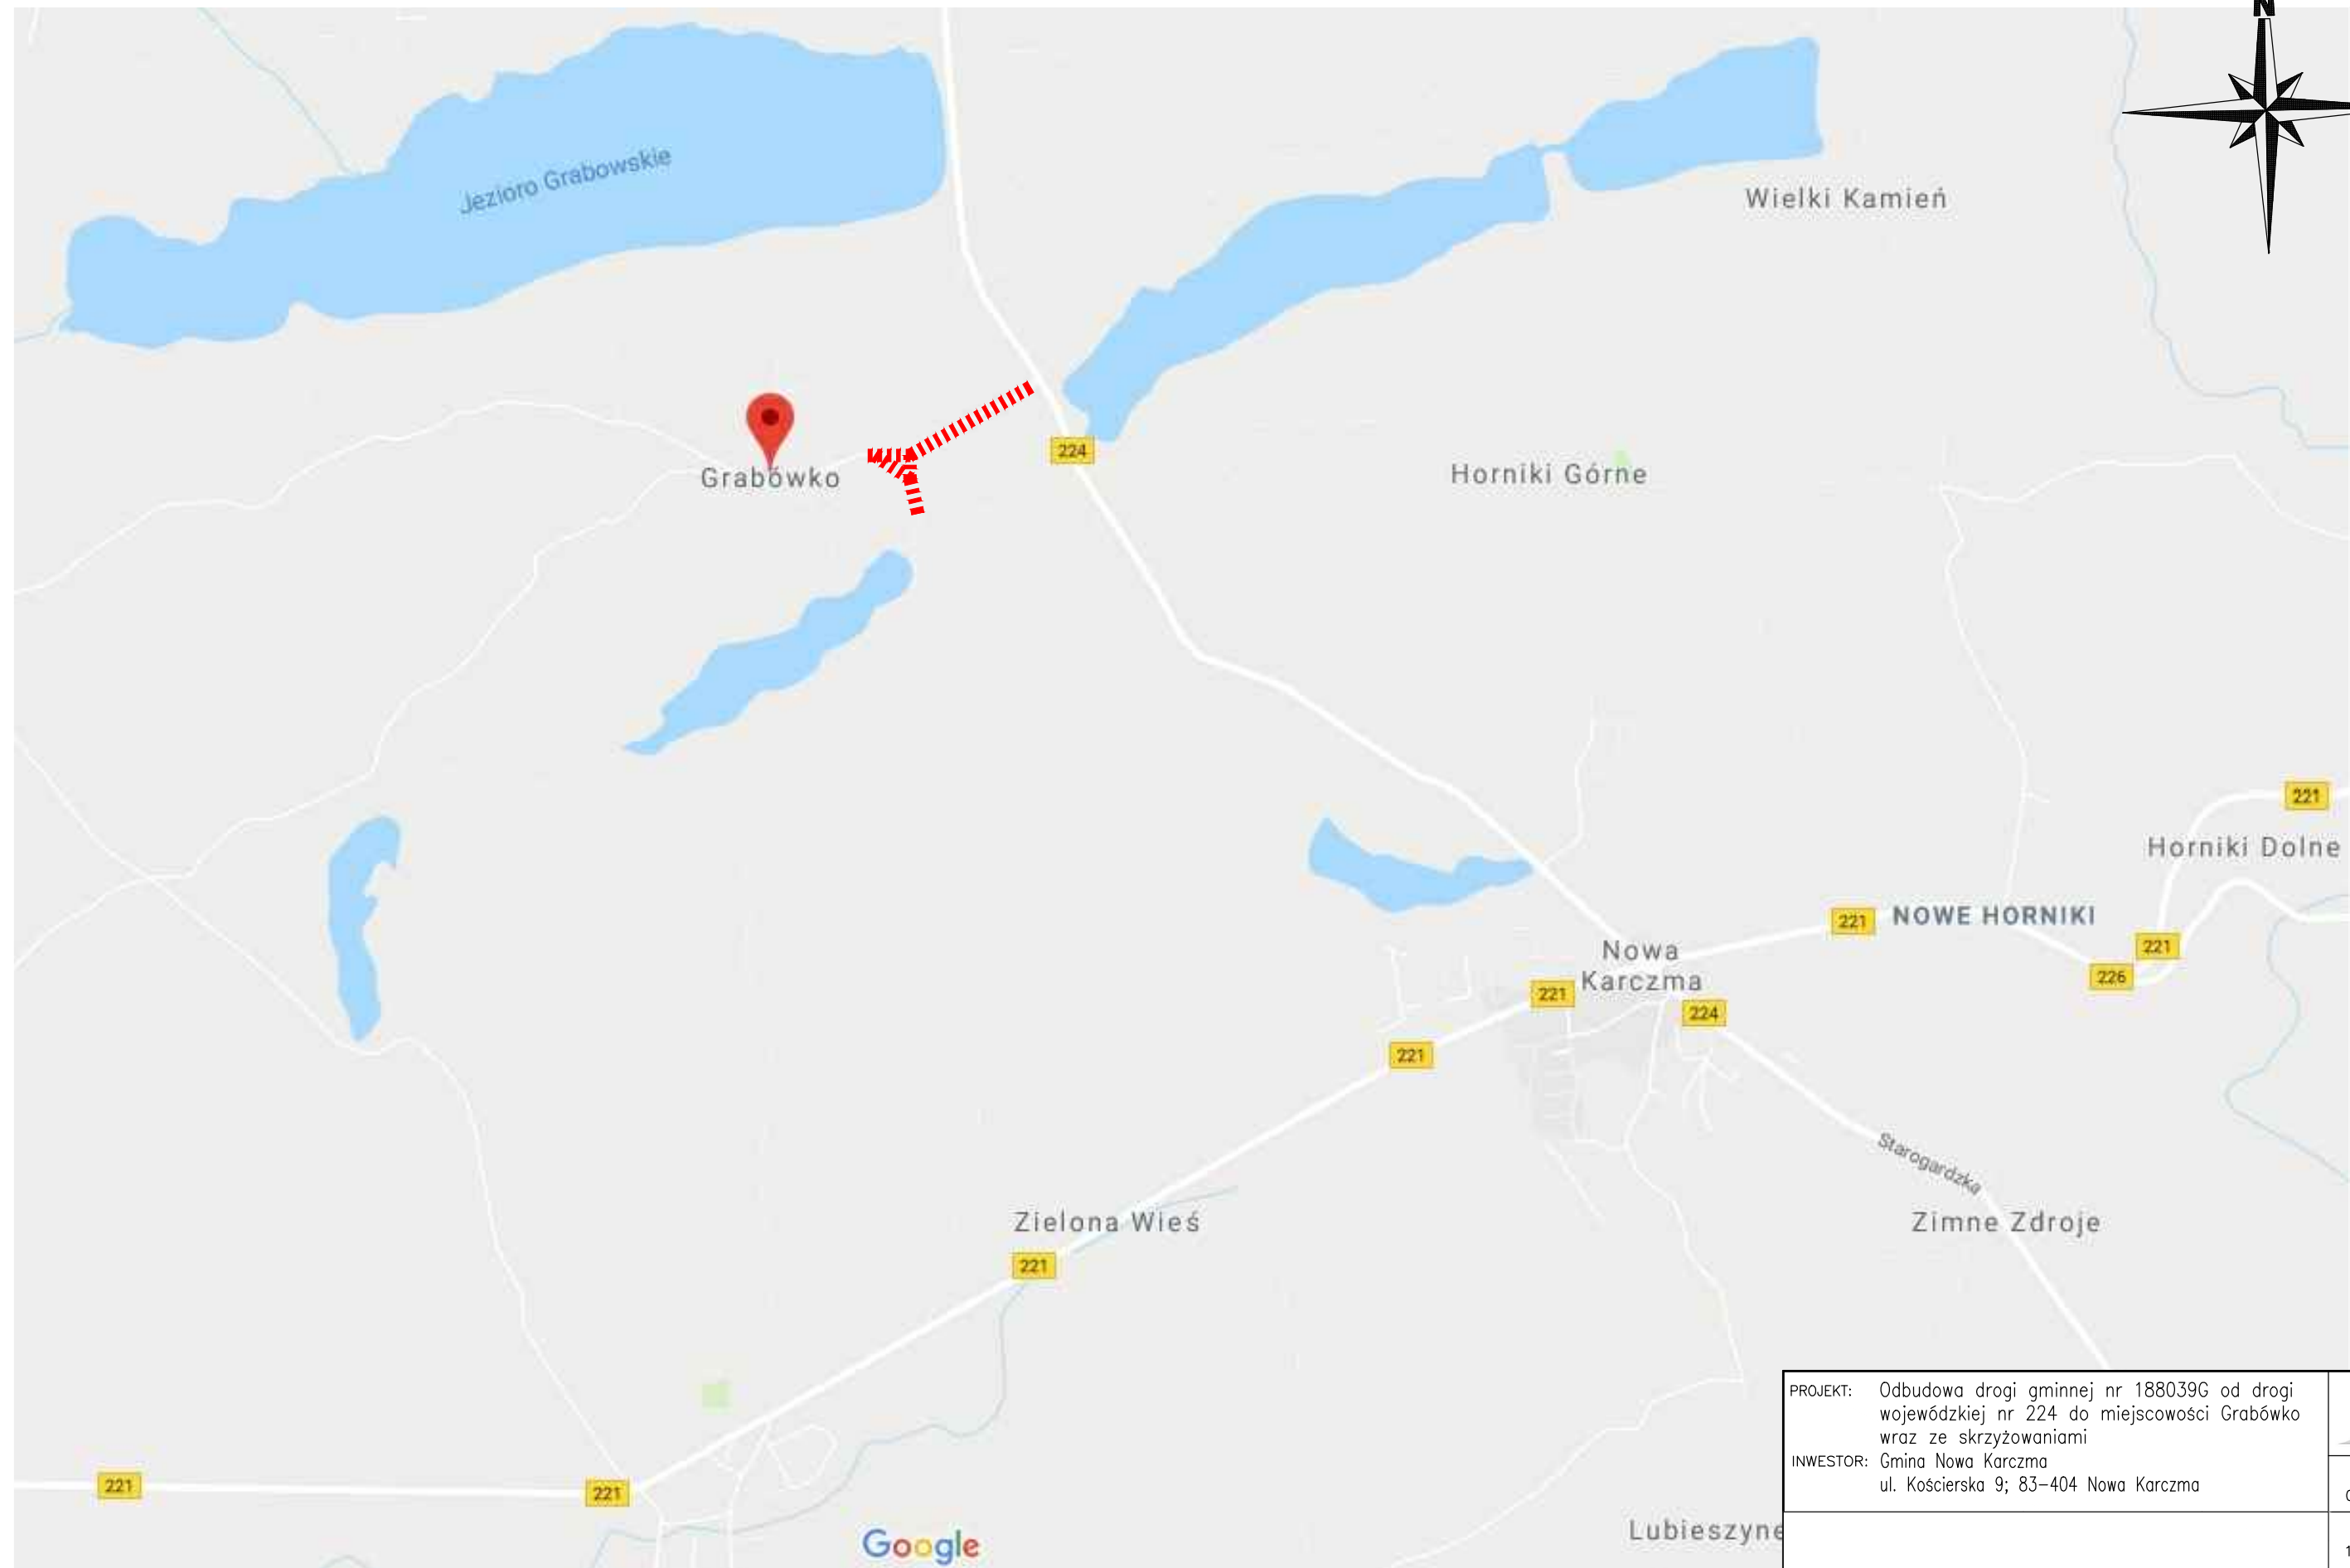 N
Jezioro Grabowskie
Wielki Kamień
224
Grabówko
Horniki Górne
221
Horniki Dolne
221
NOWE HORNIKI
221
226
Nowa
Karczma
221
224
221
Starogardzka
Zielona Wieś
Zimne Zdroje
221
PROJEKT: Odbudowa drogi gminnej nr 188039G od drogi
wojewódzkiej nr 224 do miejscowości Grabówko
wraz ze skrzyżowaniami
INWESTOR: Gmina Nowa Karczma
ul. Kościerska 9; 83-404 Nowa Karczma
221
221
Google
Lubieszyne